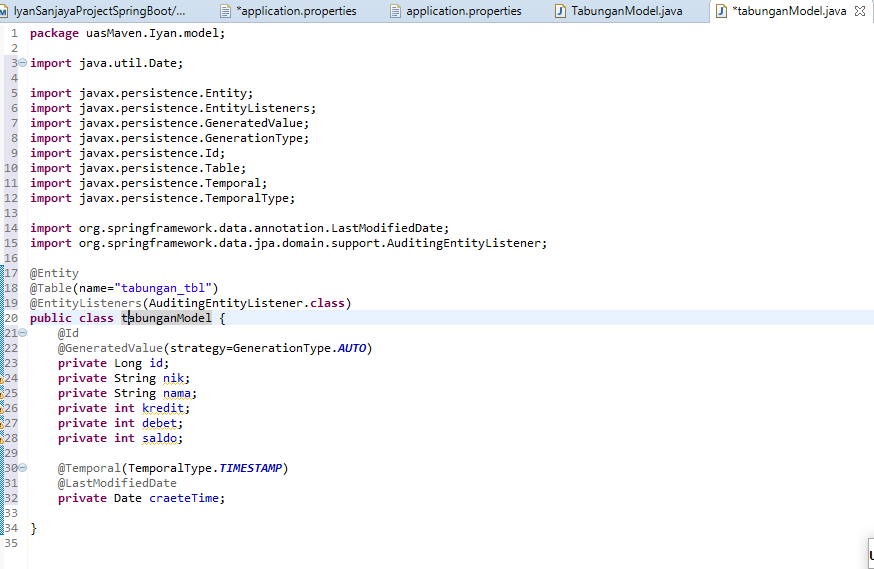 IyanSanjayaProjectSpringBoot/... *application.properties application.properties TabunganModel.java *tabunganModel.java
1 package uasMaven.Iyan.model;
2
3 import java.util.Date;
4
5 import javax.persistence.Entity;
6 import javax.persistence.EntityListeners;
7 import javax.persistence.GeneratedValue;
8 import javax.persistence.GenerationType;
9 import javax.persistence.Id;
10 import javax.persistence.Table;
11 import javax.persistence.Temporal;
12 import javax.persistence.TemporalType;
13
14 import org.springframework.data.annotation.LastModifiedDate;
15 import org.springframework.data.jpa.domain.support.AuditingEntityListener;
16
17 @Entity
18 @Table(name="tabungan_tbl")
19 @EntityListeners(AuditingEntityListener.class)
20 public class tabunganModel {
21 @Id
22 @GeneratedValue(strategy=GenerationType.AUTO)
23 private Long id;
24 private String nik;
25 private String nama;
26 private int kredit;
27 private int debet;
28 private int saldo;
29
30 @Temporal(TemporalType.TIMESTAMP)
31 @LastModifiedDate
32 private Date craeteTime;
33
34 }
35